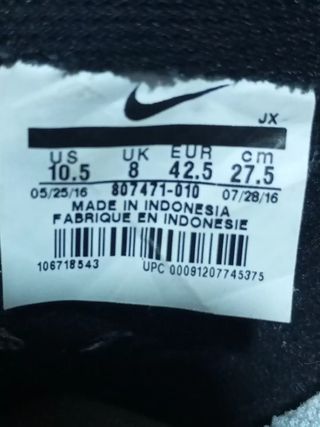 JX
US UK EUR cm
10.5 8 42.5 27.5
05/25/16 807471-010 07/28/16
MADE IN INDONESIA
FABRIQUE EN INDONESIE
106718543 UPC 00091207745375